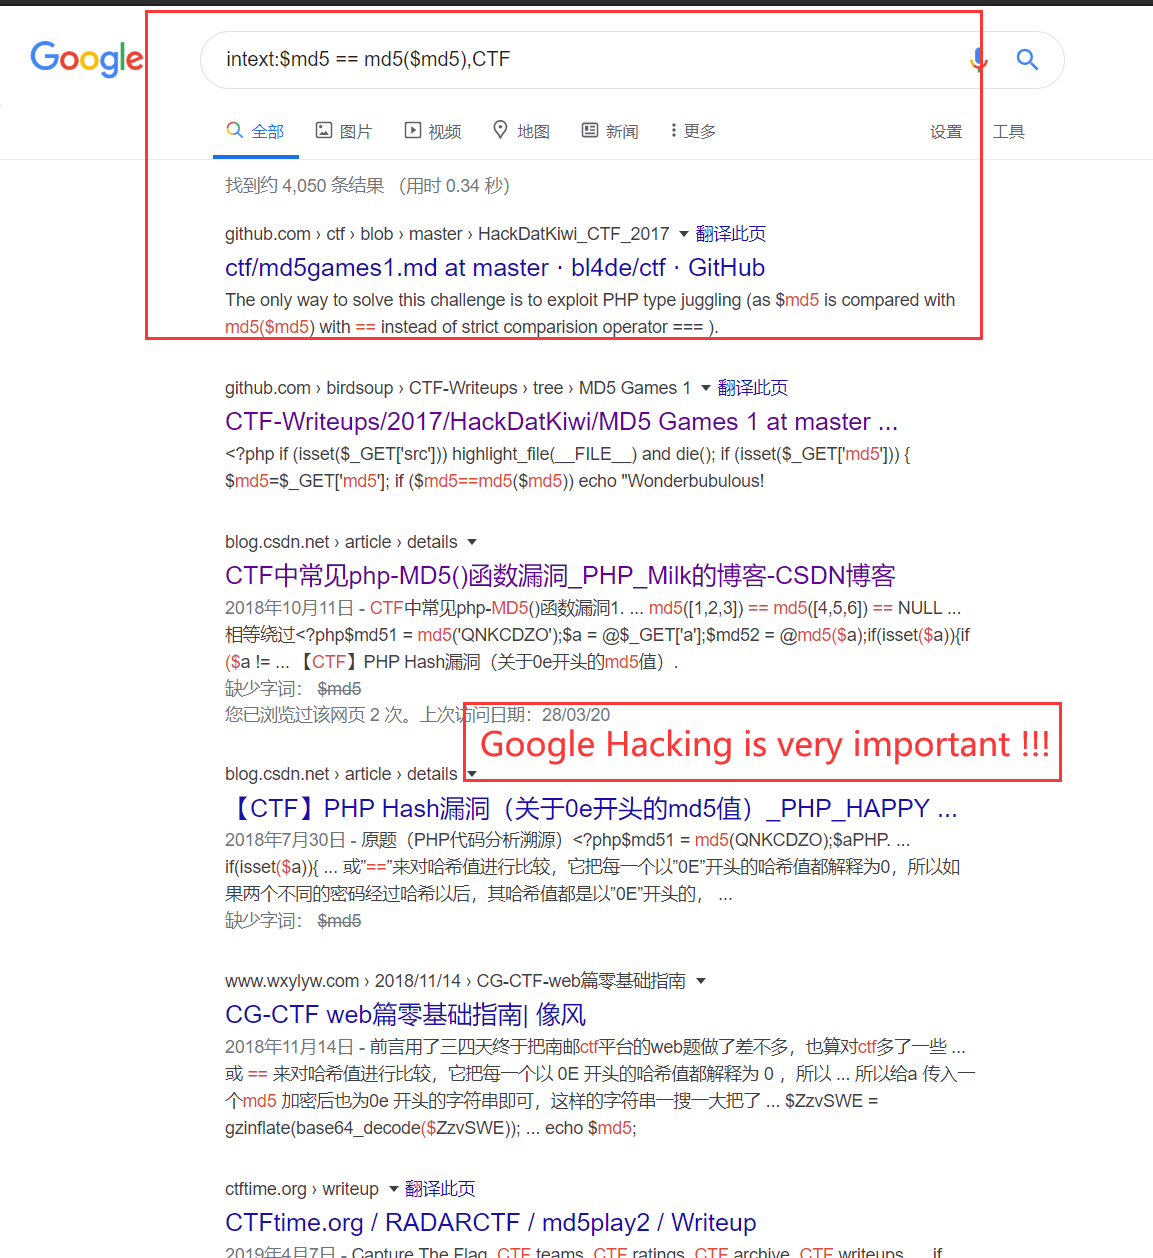 Google
intext:$md5 == md5($md5),CTF
全部 图片 视频 地图 新闻 更多 设置 工具
找到约 4,050 条结果 （用时 0.34 秒）
github.com › ctf › blob › master › HackDatKiwi_CTF_2017 翻译此页
ctf/md5games1.md at master · bl4de/ctf · GitHub
The only way to solve this challenge is to exploit PHP type juggling (as $md5 is compared with
md5($md5) with == instead of strict comparision operator === ).
github.com › birdsoup › CTF-Writeups › tree › MD5 Games 1 翻译此页
CTF-Writeups/2017/HackDatKiwi/MD5 Games 1 at master ...
<?php if (isset($_GET['src'])) highlight_file(__FILE__) and die(); if (isset($_GET['md5'])) {
$md5=$_GET['md5']; if ($md5==md5($md5)) echo "Wonderbubulous!
blog.csdn.net › article › details
CTF中常见php-MD5()函数漏洞_PHP_Milk的博客-CSDN博客
2018年10月11日 - CTF中常见php-MD5()函数漏洞1. ... md5([1,2,3]) == md5([4,5,6]) == NULL ...
相等绕过<?php$md51 = md5('QNKCDZO');$a = @$_GET['a'];$md52 = @md5($a);if(isset($a)){if
($a != ... 【CTF】PHP Hash漏洞（关于0e开头的md5值）.
缺少字词： $md5
您已浏览过该网页 2 次。上次访问日期：28/03/20
Google Hacking is very important !!!
blog.csdn.net › article › details
【CTF】PHP Hash漏洞（关于0e开头的md5值）_PHP_HAPPY ...
2018年7月30日 - 原题（PHP代码分析溯源）<?php$md51 = md5(QNKCDZO);$aPHP. ...
if(isset($a)){ ... 或”==”来对哈希值进行比较，它把每一个以”0E”开头的哈希值都解释为0，所以如
果两个不同的密码经过哈希以后，其哈希值都是以”0E”开头的， ...
缺少字词： $md5
www.wxylyw.com › 2018/11/14 › CG-CTF-web篇零基础指南
CG-CTF web篇零基础指南| 像风
2018年11月14日 - 前言用了三四天终于把南邮ctf平台的web题做了差不多，也算对ctf多了一些 ...
或 == 来对哈希值进行比较，它把每一个以 0E 开头的哈希值都解释为 0 ，所以 ... 所以给a 传入一
个md5 加密后也为0e 开头的字符串即可，这样的字符串一搜一大把了 ... $ZzvSWE =
gzinflate(base64_decode($ZzvSWE)); ... echo $md5;
ctftime.org › writeup 翻译此页
CTFtime.org / RADARCTF / md5play2 / Writeup
2019年4月7日 - Capture The Flag, CTF teams, CTF ratings, CTF archive, CTF writeups ... if